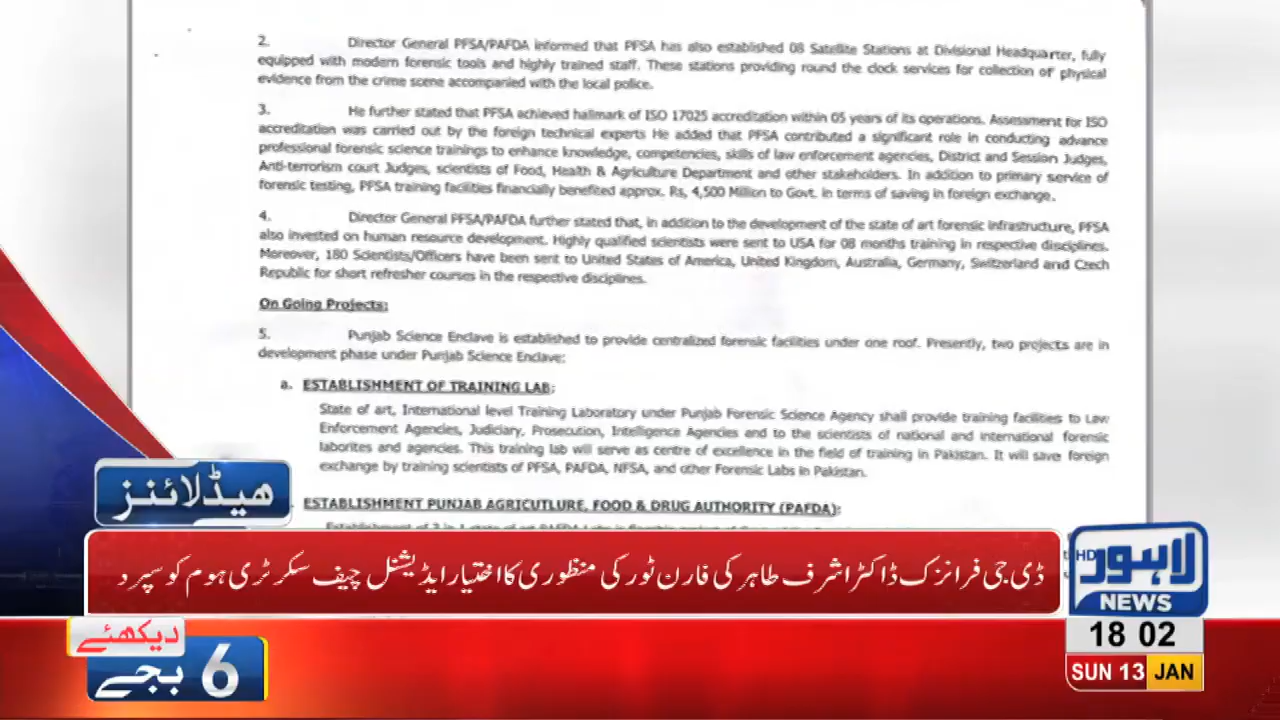 2. Director General PFSA/PAFDA informed that PFSA has also established 08 Satellite Stations at Divisional Headquarter, fully
equipped with modern forensic tools and highly trained staff. These stations providing round the clock services for collection of physical
evidence from the crime scene accompanied with the local police.
3. He further stated that PFSA achieved hallmark of ISO 17025 accreditation within 05 years of its operations. Assessment for ISO
accreditation was carried out by the foreign technical experts He added that PFSA contributed a significant role in conducting advance
professional forensic science trainings to enhance knowledge, competencies, skills of law enforcement agencies, District and Session Judges,
Anti-terrorism court Judges, scientists of Food, Health & Agriculture Department and other stakeholders. In addition to primary service of
forensic testing, PFSA training facilities financially benefited approx. Rs, 4,500 Million to Govt. in terms of saving in foreign exchange.
4. Director General PFSA/PAFDA further stated that, in addition to the development of the state of art forensic infrastructure, PFSA
also invested on human resource development. Highly qualified scientists were sent to USA for 08 months training in respective disciplines.
Moreover, 180 Scientists/Officers have been sent to United States of America, United Kingdom, Australia, Germany, Switzerland and Czech
Republic for short refresher courses in the respective disciplines.
On Going Projects:
5. Punjab Science Enclave is established to provide centralized forensic facilities under one roof. Presently, two projects are in
development phase under Punjab Science Enclave:
a. ESTABLISHMENT OF TRAINING LAB:
State of art, International level Training Laboratory under Punjab Forensic Science Agency shall provide training facilities to Law
Enforcement Agencies, Judiciary, Prosecution, Intelligence Agencies and to the scientists of national and international forensic
laborites and agencies. This training lab will serve as centre of excellence in the field of training in Pakistan. It will save foreign
exchange by training scientists of PFSA, PAFDA, NFSA, and other Forensic Labs in Pakistan.
ESTABLISHMENT PUNJAB AGRICUTLURE, FOOD & DRUG AUTHORITY (PAFDA):
ہیڈلائنز
ڈی جی فرانزک ڈاکٹر اشرف طاہر کی فارن ٹور کی منظوری کا اختیار ایڈیشنل چیف سکرٹری ہوم کو سپرد
لاہور HD
NEWS
18 02
SUN 13 JAN
دیکھئے
6 بجے